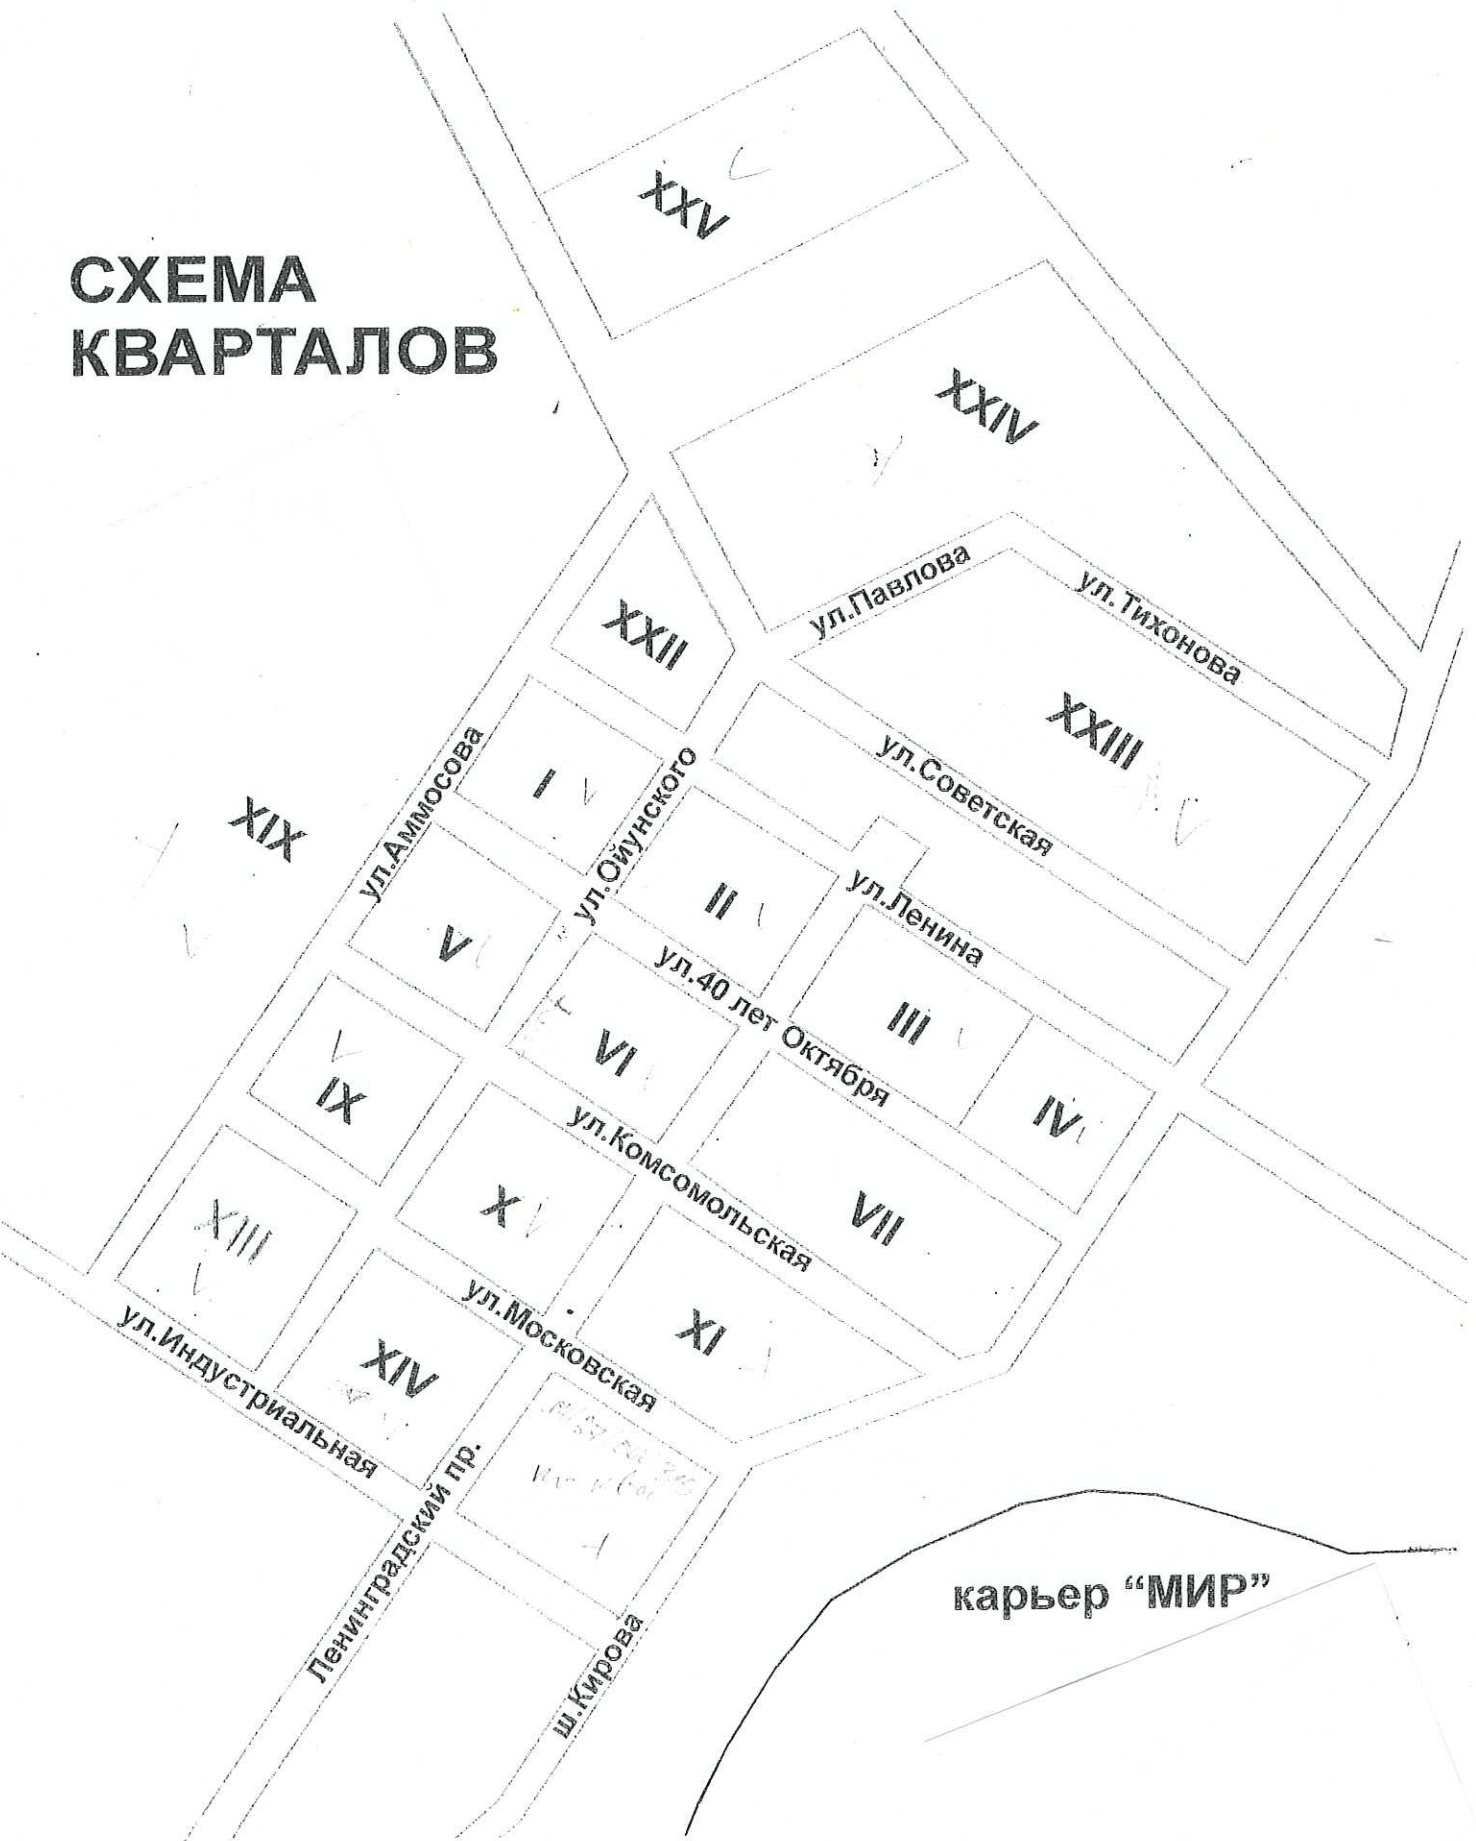 СХЕМА
КВАРТАЛОВ
XXV
XXIV
ул.Павлова
ул.Тихонова
XXII
XXIII
ул.Советская
ул.Аммосова
I
ул.Ойунского
XIX
II
ул.Ленина
V
ул.40 лет Октября
III
VI
IV
IX
ул.Комсомольская
X
VII
XIII
ул.Московская
XI
ул.Индустриальная
XIV
Ленинградский пр.
карьер “МИР”
ш.Кирова